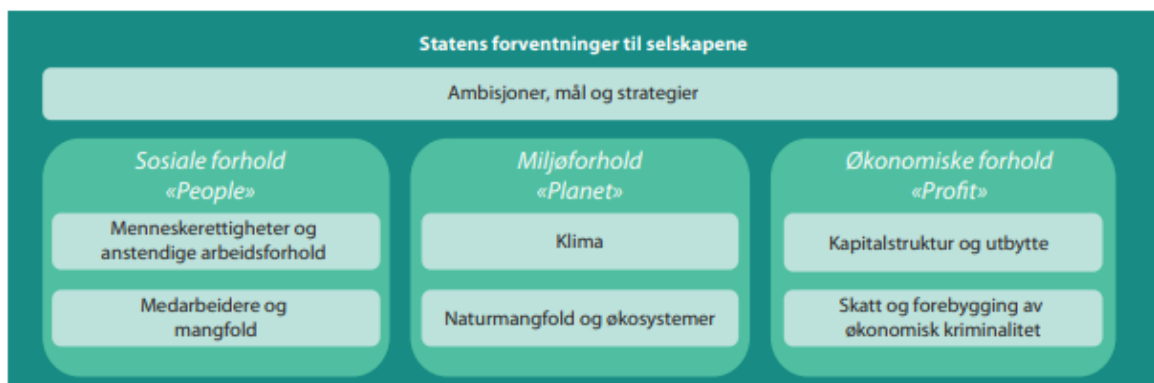 Statens forventninger til selskapene
Ambisjoner, mål og strategier
Sosiale forhold
«People»
Menneskerettigheter og
anstendige arbeidsforhold
Medarbeidere og
mangfold
Miljøforhold
«Planet»
Klima
Naturmangfold og økosystemer
Økonomiske forhold
«Profit»
Kapitalstruktur og utbytte
Skatt og forebygging av
økonomisk kriminalitet